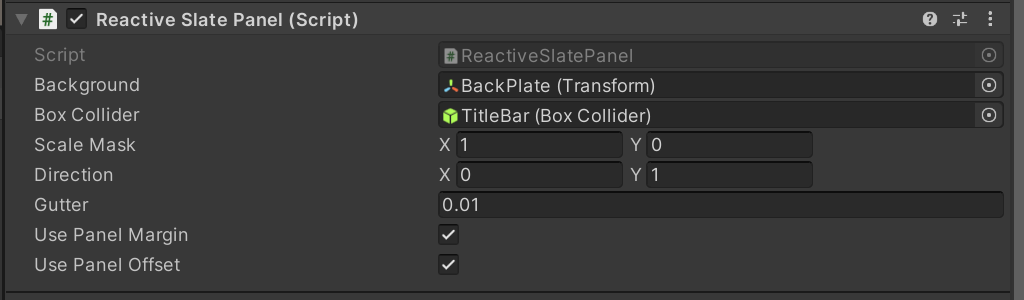 Reactive Slate Panel (Script)
Script ReactiveSlatePanel
Background BackPlate (Transform)
Box Collider TitleBar (Box Collider)
Scale Mask X 1 Y 0
Direction X 0 Y 1
Gutter 0.01
Use Panel Margin
Use Panel Offset